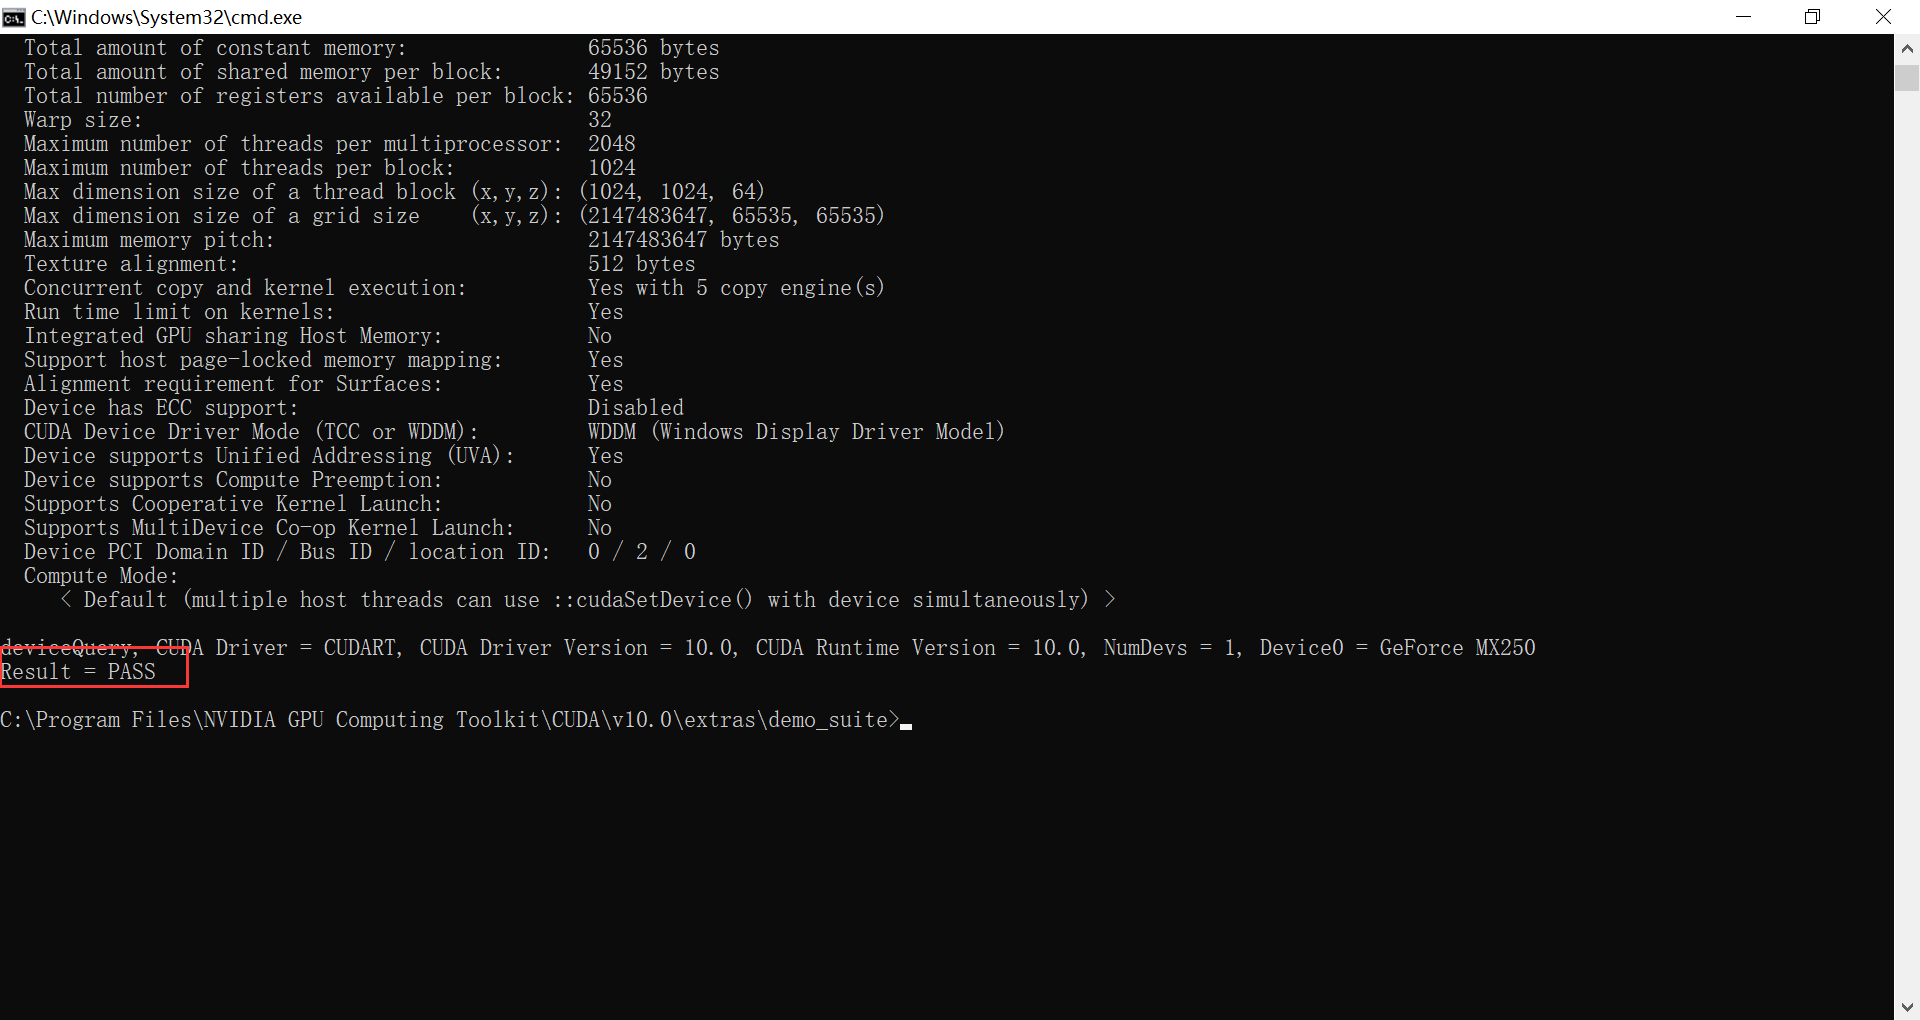 C:\Windows\System32\cmd.exe
Total amount of constant memory: 65536 bytes
Total amount of shared memory per block: 49152 bytes
Total number of registers available per block: 65536
Warp size: 32
Maximum number of threads per multiprocessor: 2048
Maximum number of threads per block: 1024
Max dimension size of a thread block (x,y,z): (1024, 1024, 64)
Max dimension size of a grid size (x,y,z): (2147483647, 65535, 65535)
Maximum memory pitch: 2147483647 bytes
Texture alignment: 512 bytes
Concurrent copy and kernel execution: Yes with 5 copy engine(s)
Run time limit on kernels: Yes
Integrated GPU sharing Host Memory: No
Support host page-locked memory mapping: Yes
Alignment requirement for Surfaces: Yes
Device has ECC support: Disabled
CUDA Device Driver Mode (TCC or WDDM): WDDM (Windows Display Driver Model)
Device supports Unified Addressing (UVA): Yes
Device supports Compute Preemption: No
Supports Cooperative Kernel Launch: No
Supports MultiDevice Co-op Kernel Launch: No
Device PCI Domain ID / Bus ID / location ID: 0 / 2 / 0
Compute Mode:
< Default (multiple host threads can use ::cudaSetDevice() with device simultaneously) >
deviceQuery, CUDA Driver = CUDART, CUDA Driver Version = 10.0, CUDA Runtime Version = 10.0, NumDevs = 1, Device0 = GeForce MX250
Result = PASS
C:\Program Files\NVIDIA GPU Computing Toolkit\CUDA\v10.0\extras\demo_suite>